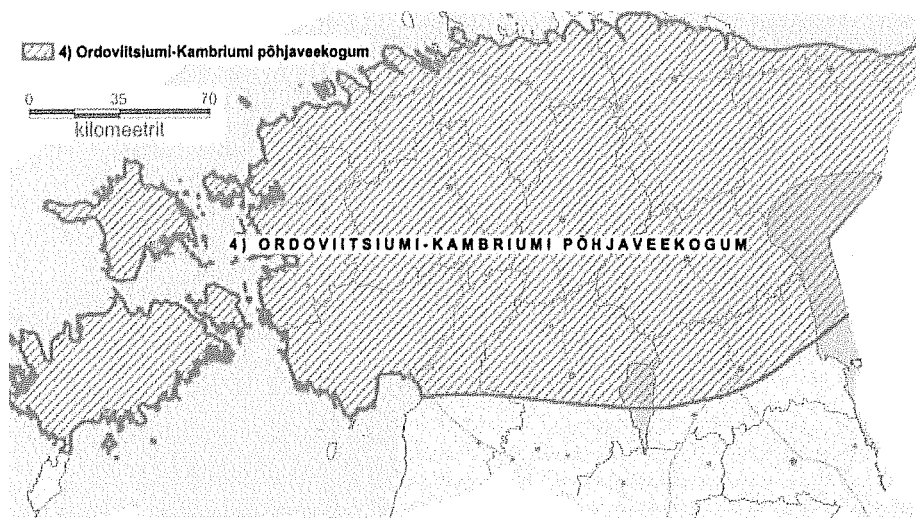 4) Ordoviitsiumi-Kambriumi põhjaveekogum
0 35 70
kilomeetrit
4) ORDOVIITSIUMI-KAMBRIUMI PÕHJAVEEKOGUM